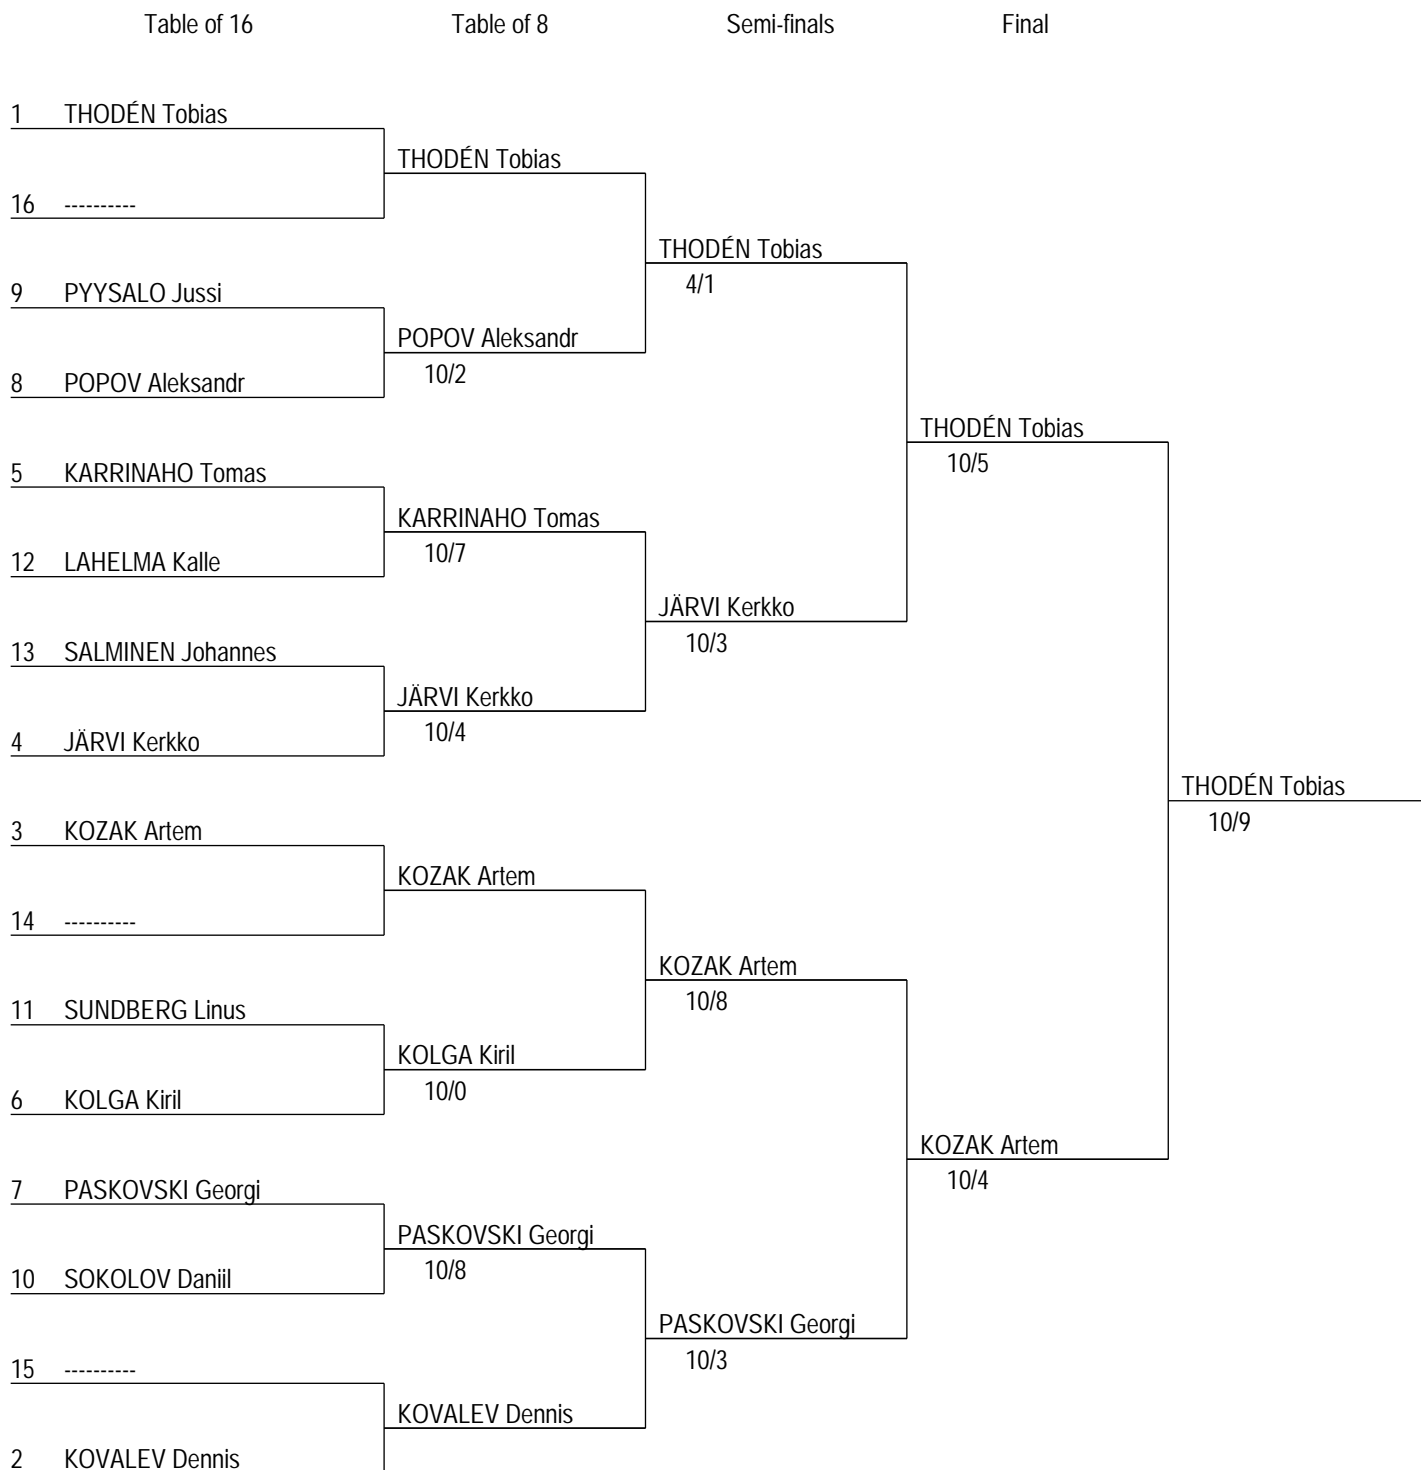 Table of 16 Table of 8 Semi-finals Final
1 THODÉN Tobias
THODÉN Tobias
16 ----------
THODÉN Tobias
4/1
9 PYYSALO Jussi
POPOV Aleksandr
10/2
8 POPOV Aleksandr
THODÉN Tobias
10/5
5 KARRINAHO Tomas
KARRINAHO Tomas
10/7
12 LAHELMA Kalle
JÄRVI Kerkko
10/3
13 SALMINEN Johannes
JÄRVI Kerkko
10/4
4 JÄRVI Kerkko
THODÉN Tobias
10/9
3 KOZAK Artem
KOZAK Artem
14 ----------
KOZAK Artem
10/8
11 SUNDBERG Linus
KOLGA Kiril
10/0
6 KOLGA Kiril
KOZAK Artem
10/4
7 PASKOVSKI Georgi
PASKOVSKI Georgi
10/8
10 SOKOLOV Daniil
PASKOVSKI Georgi
10/3
15 ----------
KOVALEV Dennis
2 KOVALEV Dennis